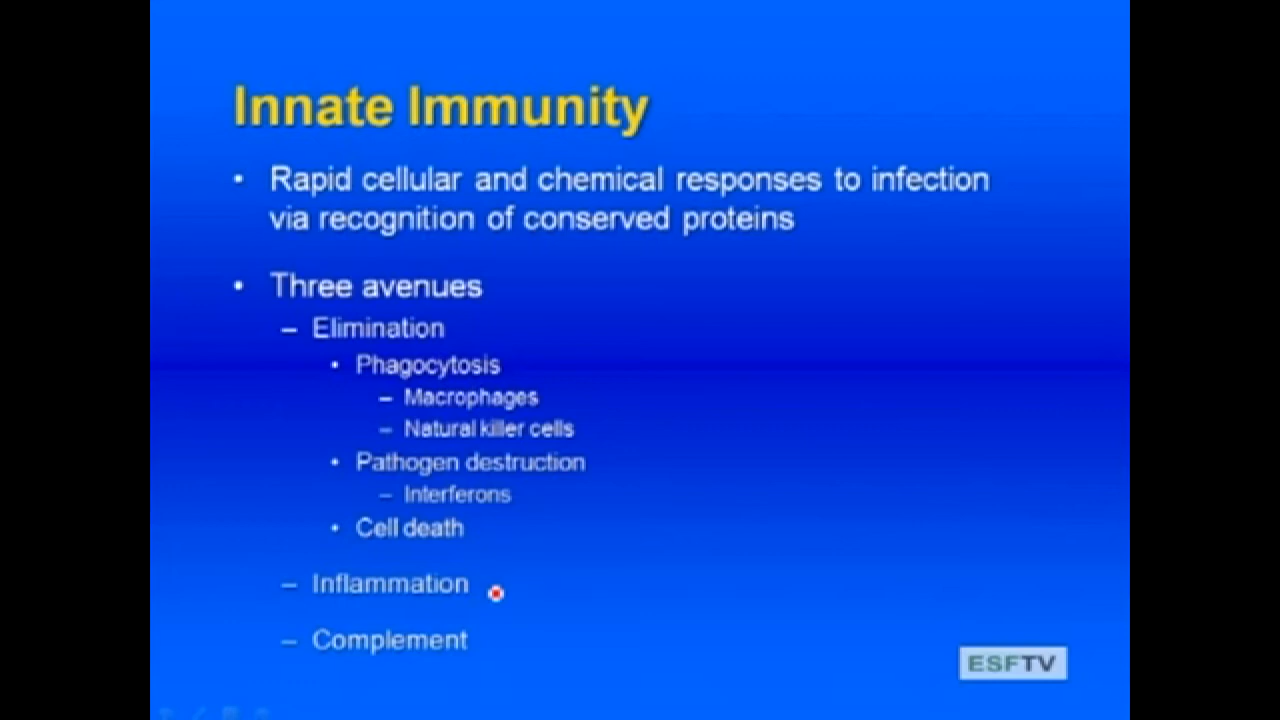 Innate Immunity
• Rapid cellular and chemical responses to infection
via recognition of conserved proteins
• Three avenues
– Elimination
• Phagocytosis
– Macrophages
– Natural killer cells
• Pathogen destruction
– Interferons
• Cell death
– Inflammation
– Complement
ESFTV